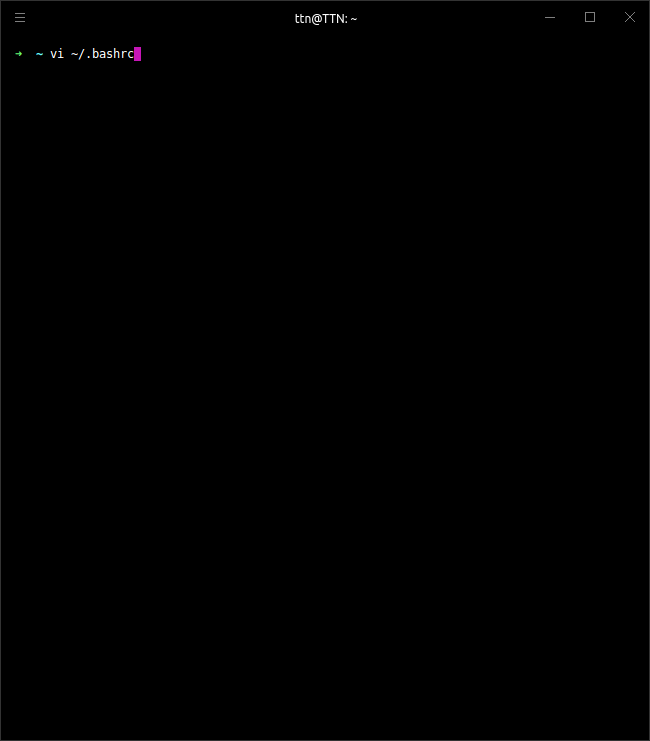 ttn@TTN: ~
➜  ~ vi ~/.bashrc